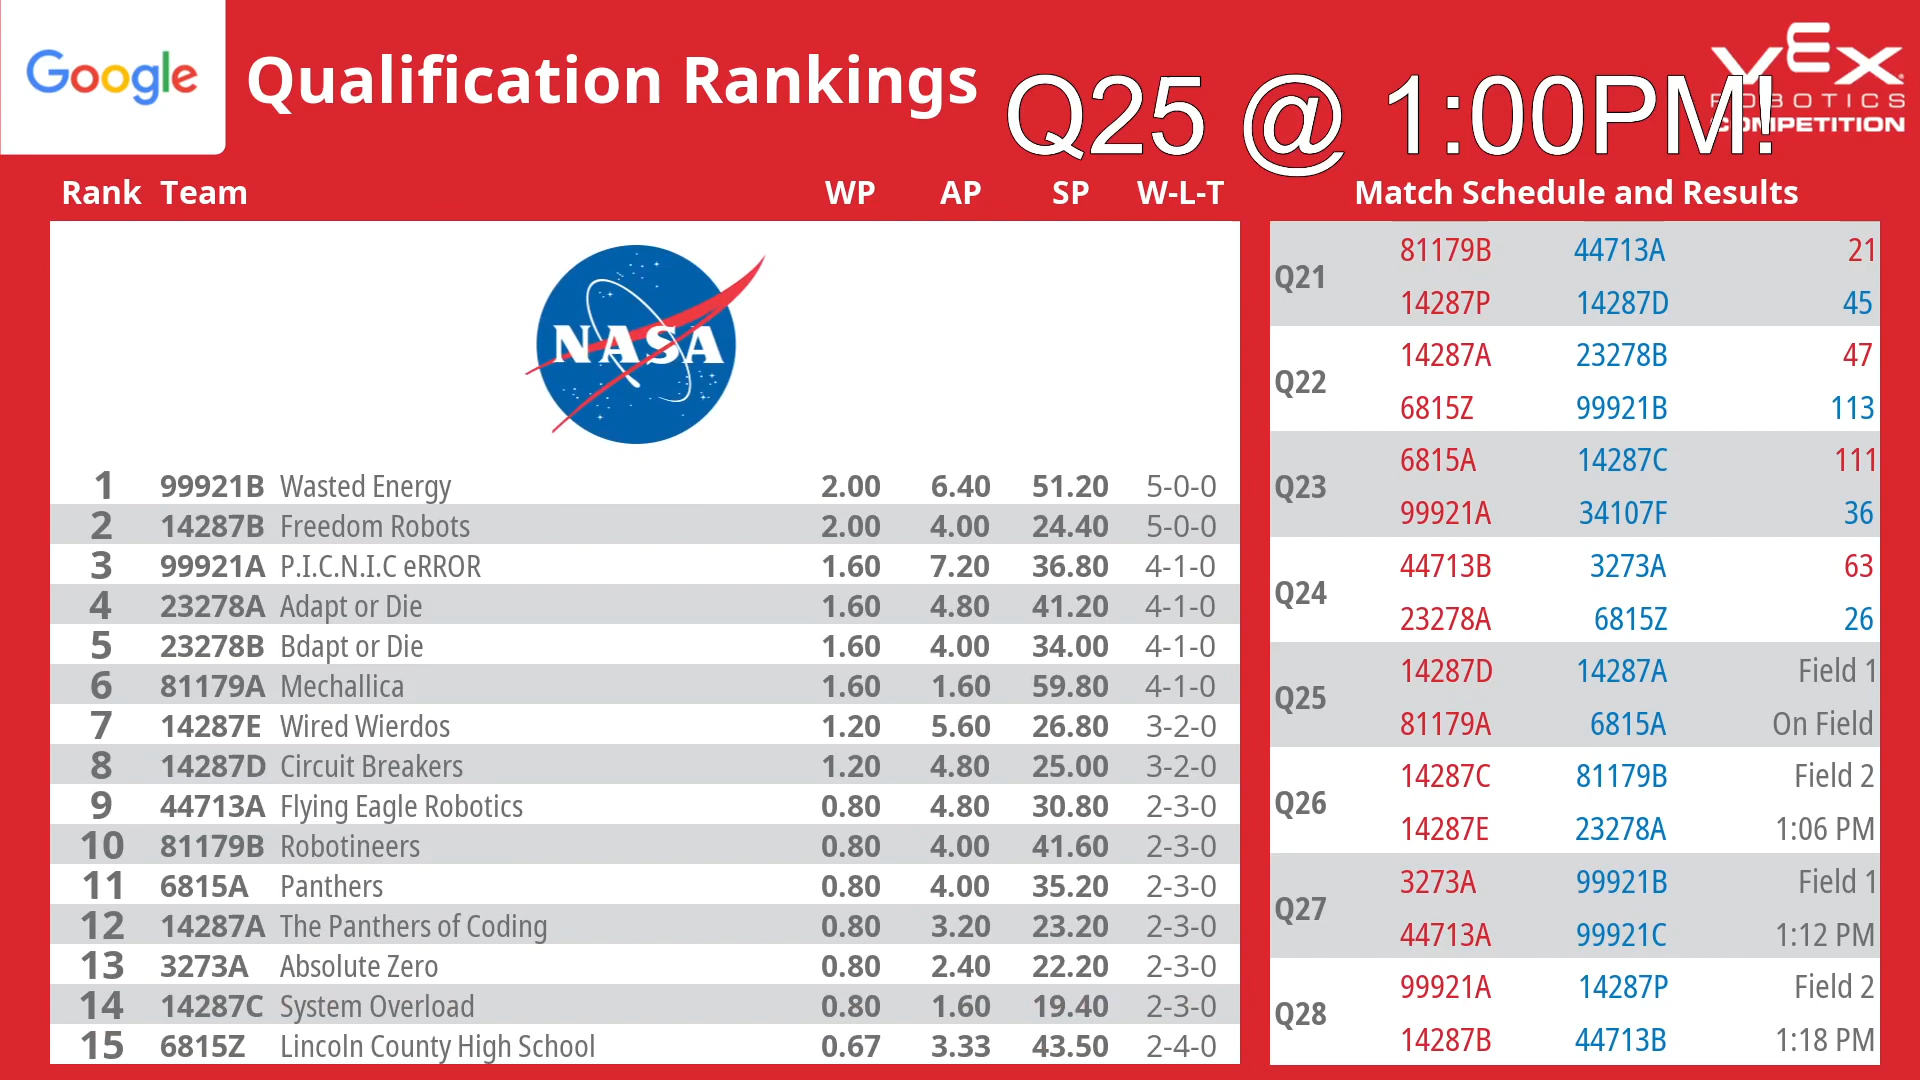 Google
Qualification Rankings
Q25 @ 1:00PM!
VEX
ROBOTICS
COMPETITION
Rank Team WP AP SP W-L-T
NASA
1 99921B Wasted Energy 2.00 6.40 51.20 5-0-0
2 14287B Freedom Robots 2.00 4.00 24.40 5-0-0
3 99921A P.I.C.N.I.C eRROR 1.60 7.20 36.80 4-1-0
4 23278A Adapt or Die 1.60 4.80 41.20 4-1-0
5 23278B Bdapt or Die 1.60 4.00 34.00 4-1-0
6 81179A Mechallica 1.60 1.60 59.80 4-1-0
7 14287E Wired Wierdos 1.20 5.60 26.80 3-2-0
8 14287D Circuit Breakers 1.20 4.80 25.00 3-2-0
9 44713A Flying Eagle Robotics 0.80 4.80 30.80 2-3-0
10 81179B Robotineers 0.80 4.00 41.60 2-3-0
11 6815A Panthers 0.80 4.00 35.20 2-3-0
12 14287A The Panthers of Coding 0.80 3.20 23.20 2-3-0
13 3273A Absolute Zero 0.80 2.40 22.20 2-3-0
14 14287C System Overload 0.80 1.60 19.40 2-3-0
15 6815Z Lincoln County High School 0.67 3.33 43.50 2-4-0
Match Schedule and Results
Q21
81179B 44713A 21
14287P 14287D 45
Q22
14287A 23278B 47
6815Z 99921B 113
Q23
6815A 14287C 111
99921A 34107F 36
Q24
44713B 3273A 63
23278A 6815Z 26
Q25
14287D 14287A Field 1
81179A 6815A On Field
Q26
14287C 81179B Field 2
14287E 23278A 1:06 PM
Q27
3273A 99921B Field 1
44713A 99921C 1:12 PM
Q28
99921A 14287P Field 2
14287B 44713B 1:18 PM